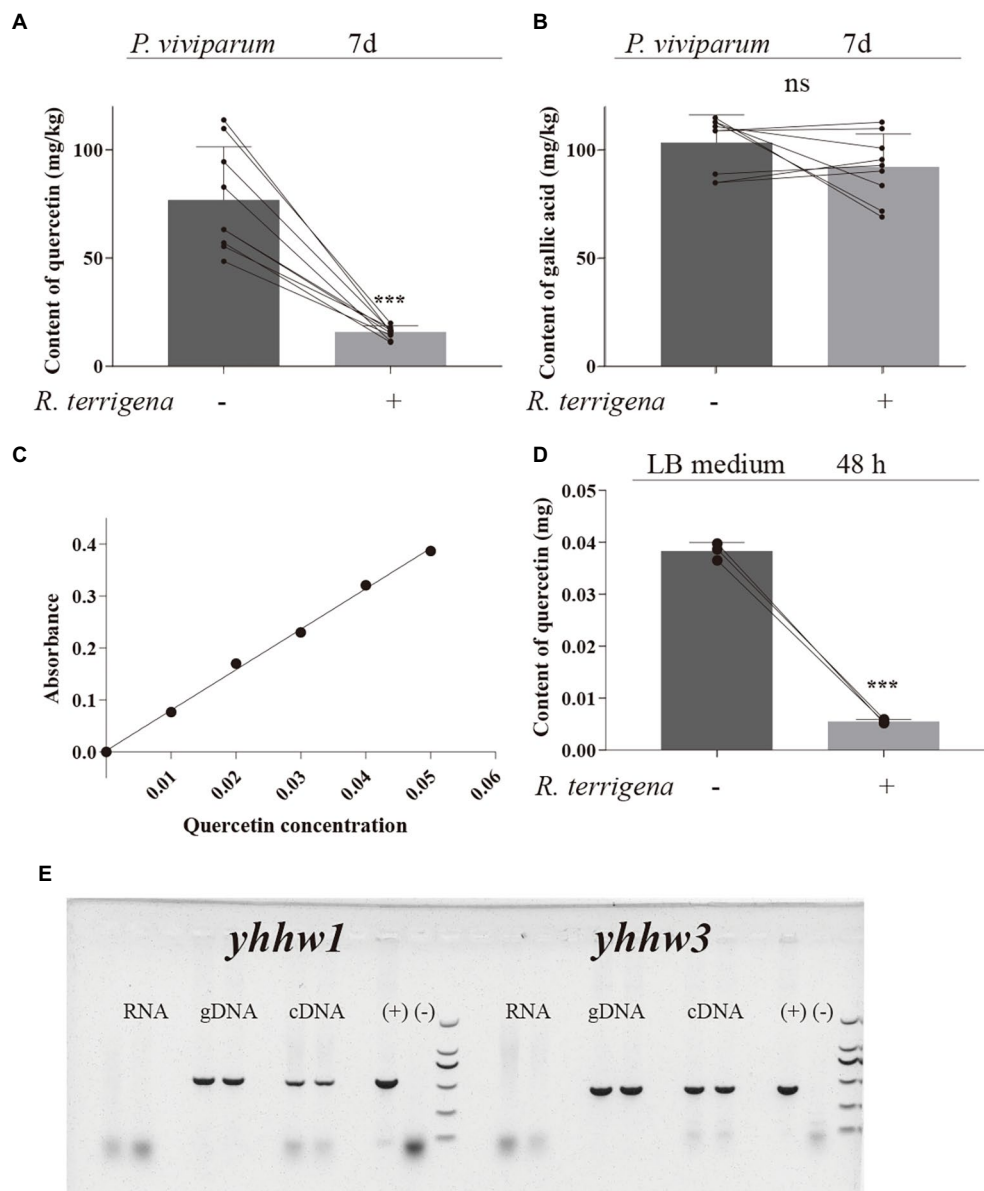 A
P. viviparum 7d
Content of quercetin (mg/kg)
100
50
0
***
R. terrigena - +
B
P. viviparum 7d
ns
Content of gallic acid (mg/kg)
100
50
0
R. terrigena - +
C
Absorbance
0.4
0.3
0.2
0.1
0.0
0.01 0.02 0.03 0.04 0.05 0.06
Quercetin concentration
D
LB medium 48 h
Content of quercetin (mg)
0.05
0.04
0.03
0.02
0.01
0.00
***
R. terrigena - +
E
yhhw1 yhhw3
RNA gDNA cDNA (+) (-) RNA gDNA cDNA (+) (-)